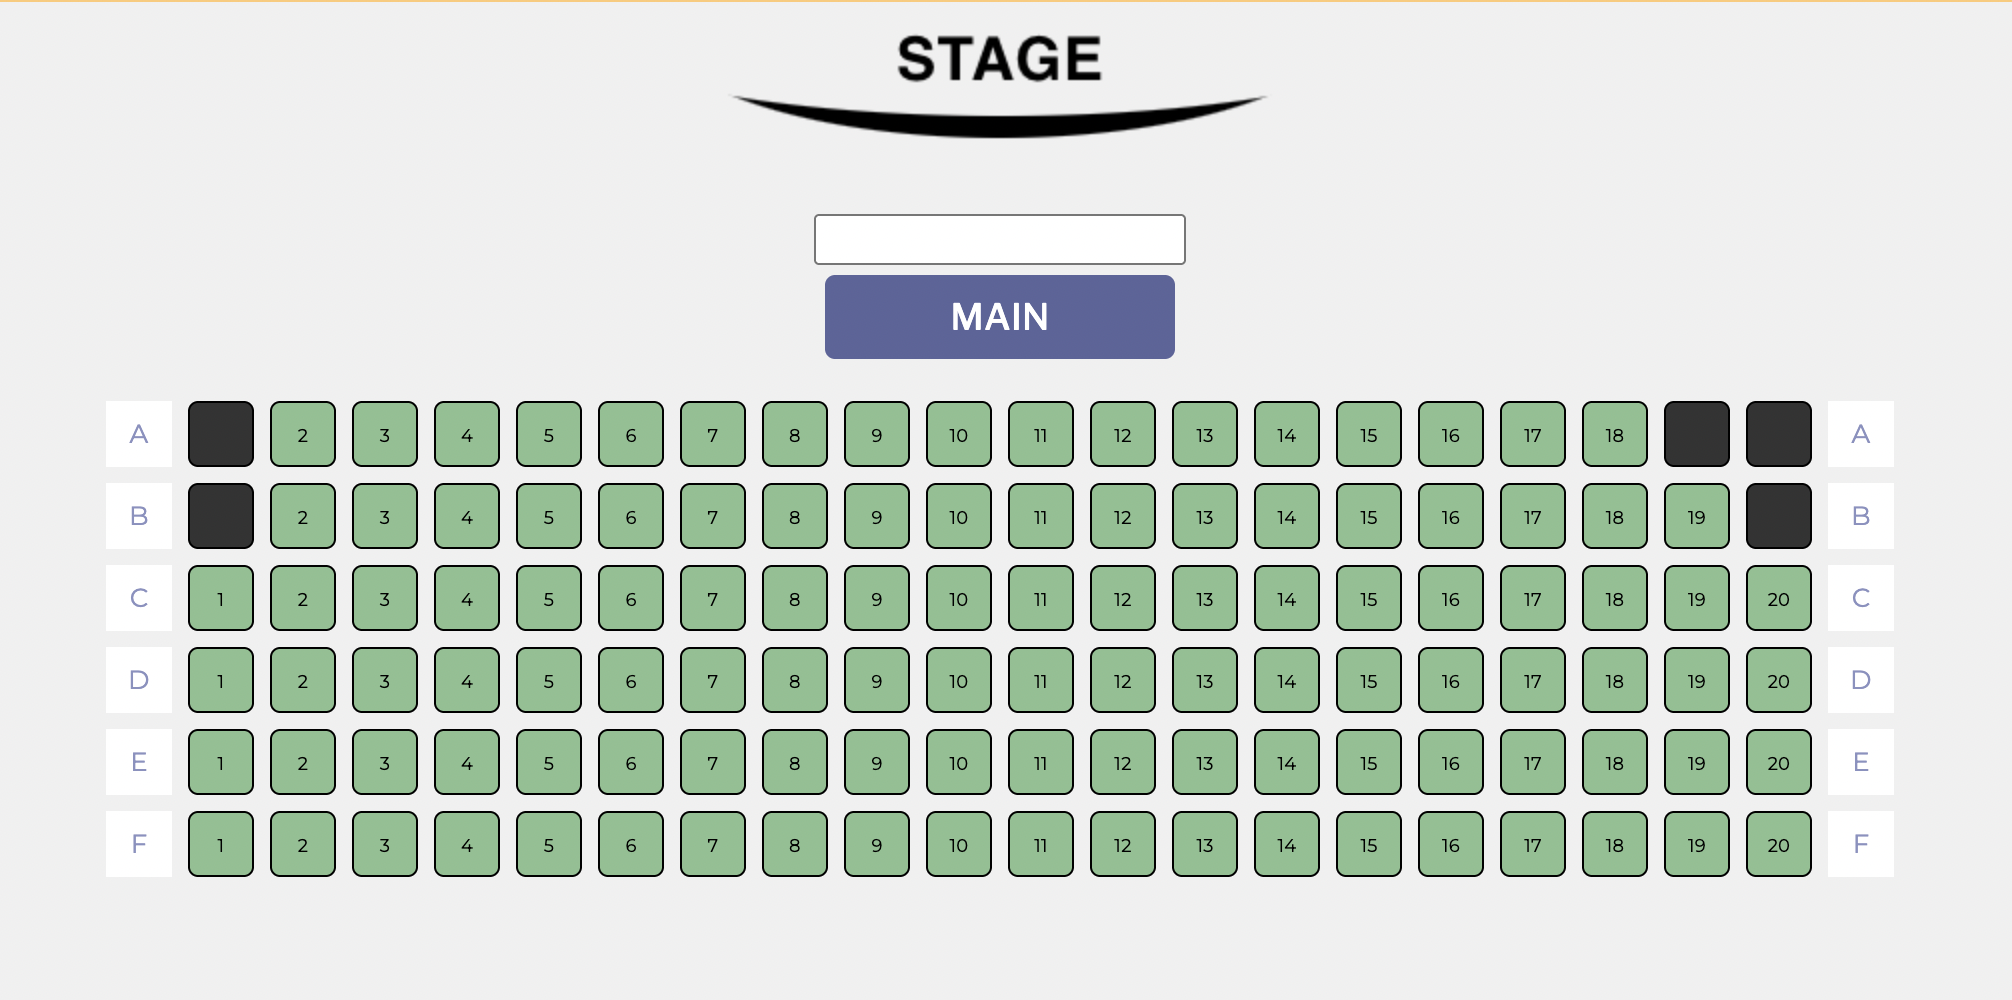 STAGE
MAIN
A 2 3 4 5 6 7 8 9 10 11 12 13 14 15 16 17 18 A
B 2 3 4 5 6 7 8 9 10 11 12 13 14 15 16 17 18 19 B
C 1 2 3 4 5 6 7 8 9 10 11 12 13 14 15 16 17 18 19 20 C
D 1 2 3 4 5 6 7 8 9 10 11 12 13 14 15 16 17 18 19 20 D
E 1 2 3 4 5 6 7 8 9 10 11 12 13 14 15 16 17 18 19 20 E
F 1 2 3 4 5 6 7 8 9 10 11 12 13 14 15 16 17 18 19 20 F